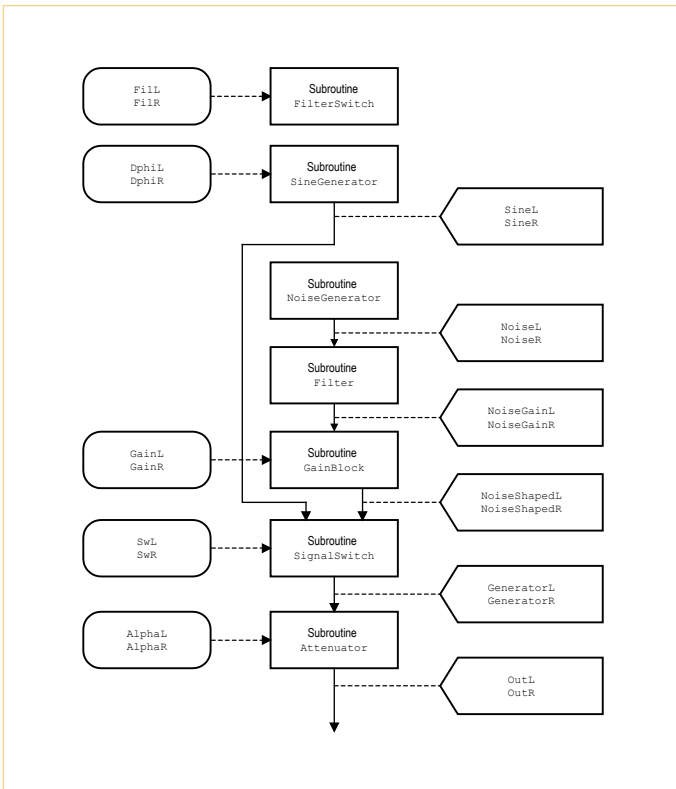 FilL
FilR
Subroutine
FilterSwitch
DphiL
DphiR
Subroutine
SineGenerator
SineL
SineR
Subroutine
NoiseGenerator
NoiseL
NoiseR
Subroutine
Filter
NoiseGainL
NoiseGainR
GainL
GainR
Subroutine
GainBlock
NoiseShapedL
NoiseShapedR
SwL
SwR
Subroutine
SignalSwitch
GeneratorL
GeneratorR
AlphaL
AlphaR
Subroutine
Attenuator
OutL
OutR